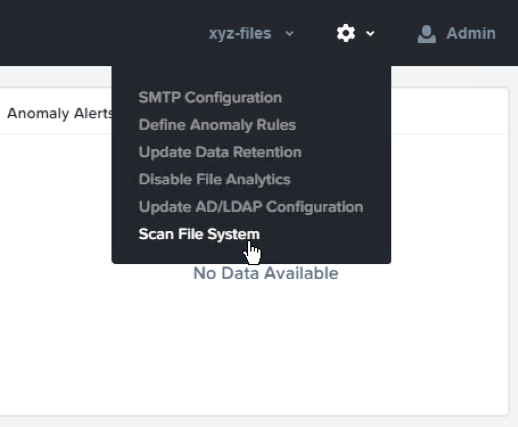 xyz-files
Admin
SMTP Configuration
Anomaly Alerts
Define Anomaly Rules
Update Data Retention
Disable File Analytics
Update AD/LDAP Configuration
Scan File System
No Data Available